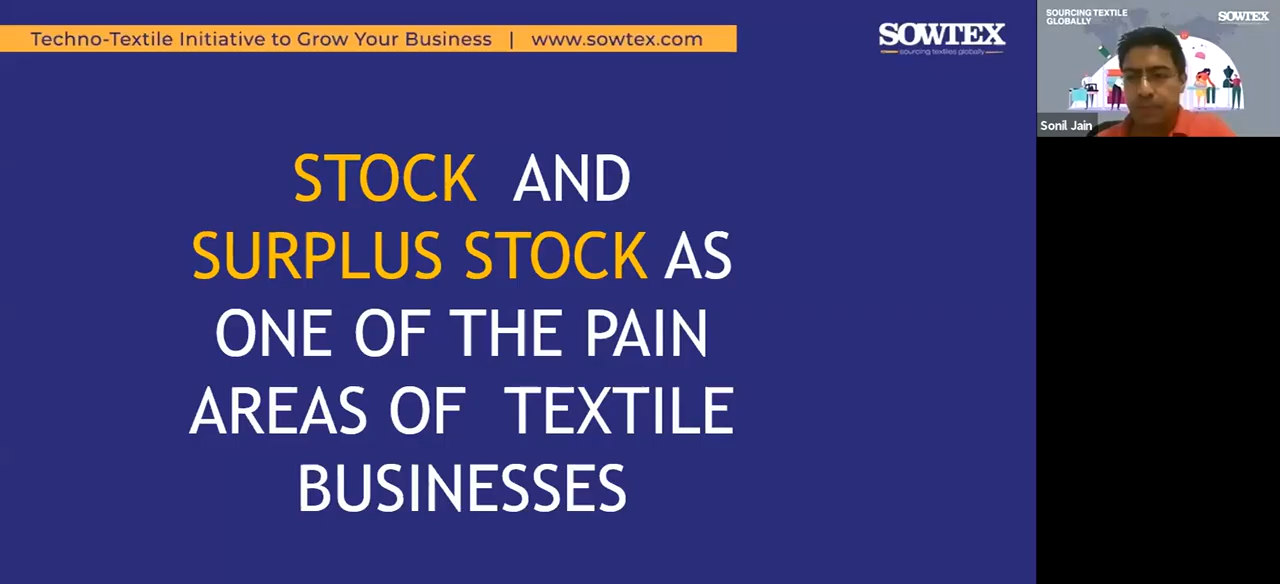 Techno-Textile Initiative to Grow Your Business | www.sowtex.com
SOWTEX
sourcing textiles globally
STOCK AND
SURPLUS STOCK AS
ONE OF THE PAIN
AREAS OF TEXTILE
BUSINESSES
SOURCING TEXTILE
GLOBALLY
SOWTEX
Sonil Jain